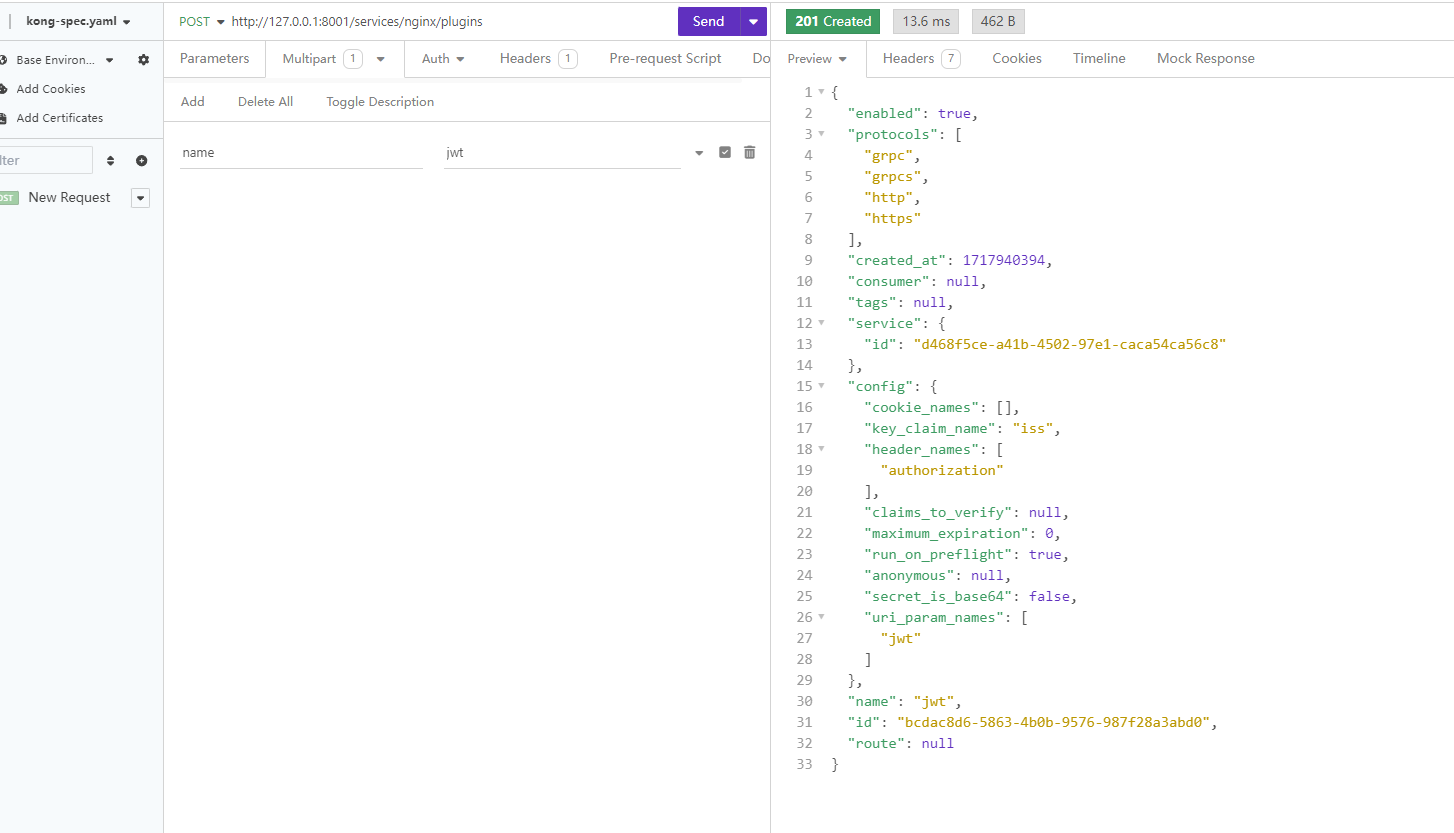 kong-spec.yaml
Base Environ...
Add Cookies
Add Certificates
lter
OST New Request
POST http://127.0.0.1:8001/services/nginx/plugins Send
Parameters Multipart 1 Auth Headers 1 Pre-request Script Do
Add Delete All Toggle Description
name jwt
201 Created 13.6 ms 462 B
Preview Headers 7 Cookies Timeline Mock Response
1 {
2 "enabled": true,
3 "protocols": [
4 "grpc",
5 "grpcs",
6 "http",
7 "https"
8 ],
9 "created_at": 1717940394,
10 "consumer": null,
11 "tags": null,
12 "service": {
13 "id": "d468f5ce-a41b-4502-97e1-caca54ca56c8"
14 },
15 "config": {
16 "cookie_names": [],
17 "key_claim_name": "iss",
18 "header_names": [
19 "authorization"
20 ],
21 "claims_to_verify": null,
22 "maximum_expiration": 0,
23 "run_on_preflight": true,
24 "anonymous": null,
25 "secret_is_base64": false,
26 "uri_param_names": [
27 "jwt"
28 ]
29 },
30 "name": "jwt",
31 "id": "bcdac8d6-5863-4b0b-9576-987f28a3abd0",
32 "route": null
33 }